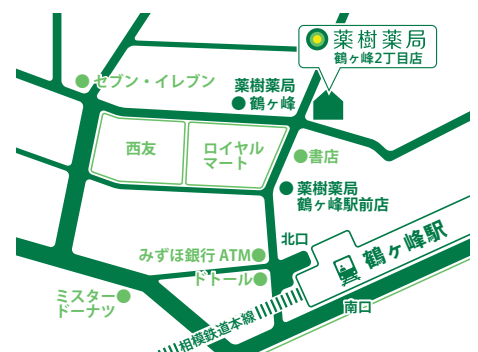 薬樹薬局
鶴ヶ峰2丁目店
セブン・イレブン
薬樹薬局
鶴ヶ峰
西友
ロイヤル
マート
書店
薬樹薬局
鶴ヶ峰駅前店
北口
鶴ヶ峰駅
みずほ銀行 ATM
ドトール
ミスター
ドーナツ
南口
相模鉄道本線